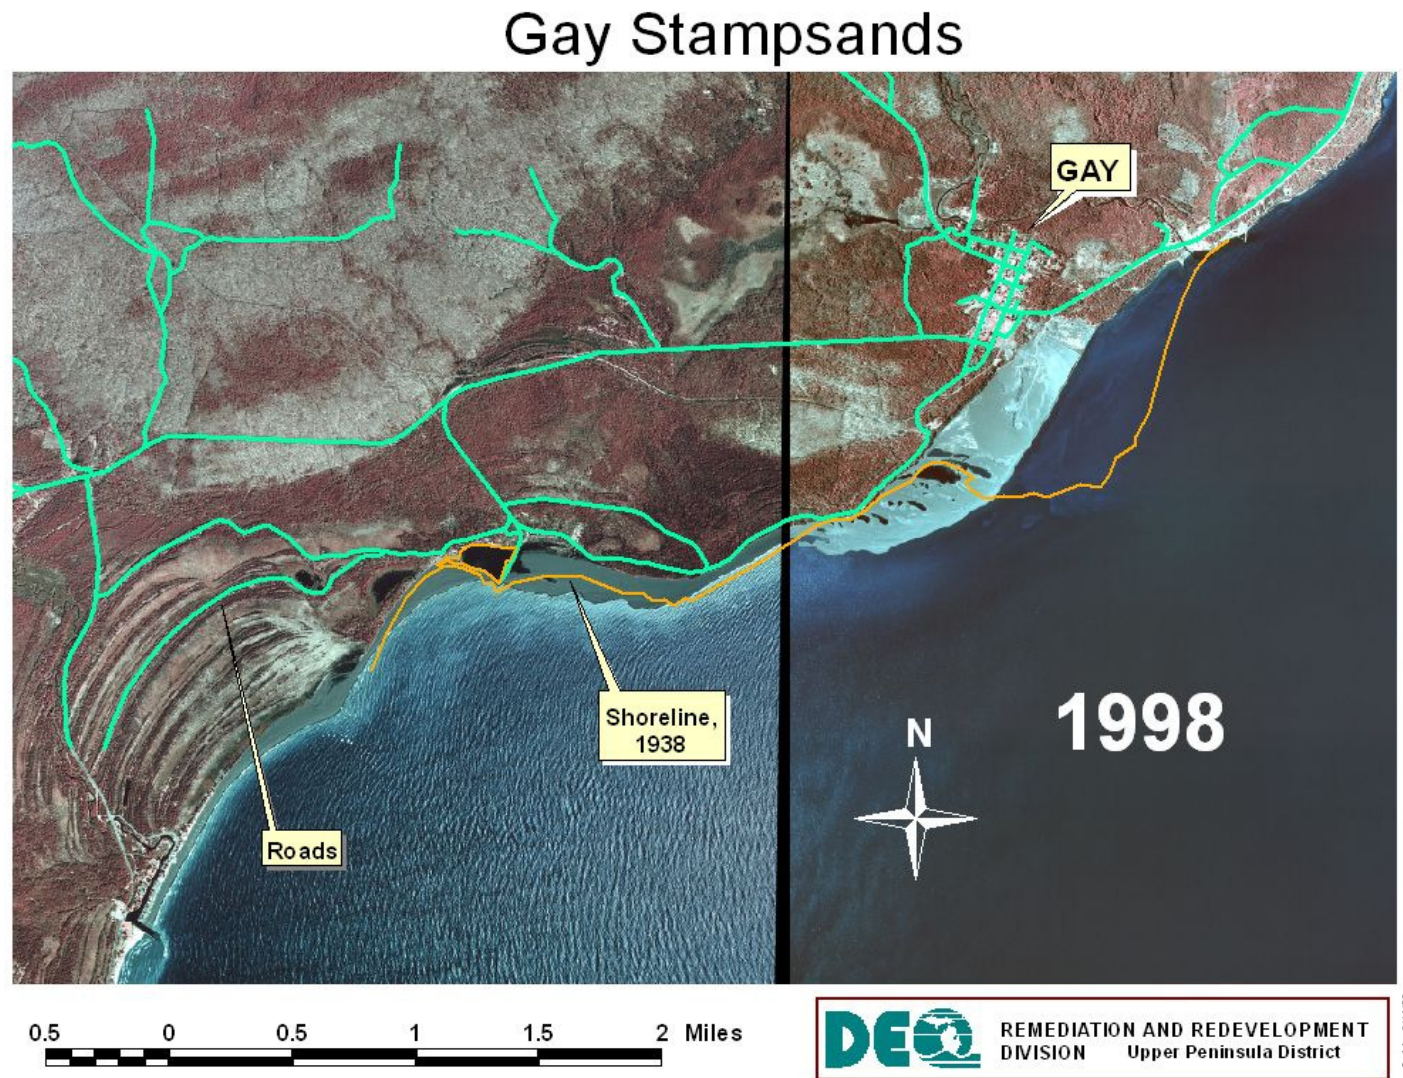 Gay Stampsands
GAY
Shoreline,
1938
1998
N
Roads
0.5 0 0.5 1 1.5 2 Miles
DEQ
REMEDIATION AND REDEVELOPMENT
DIVISION Upper Peninsula District